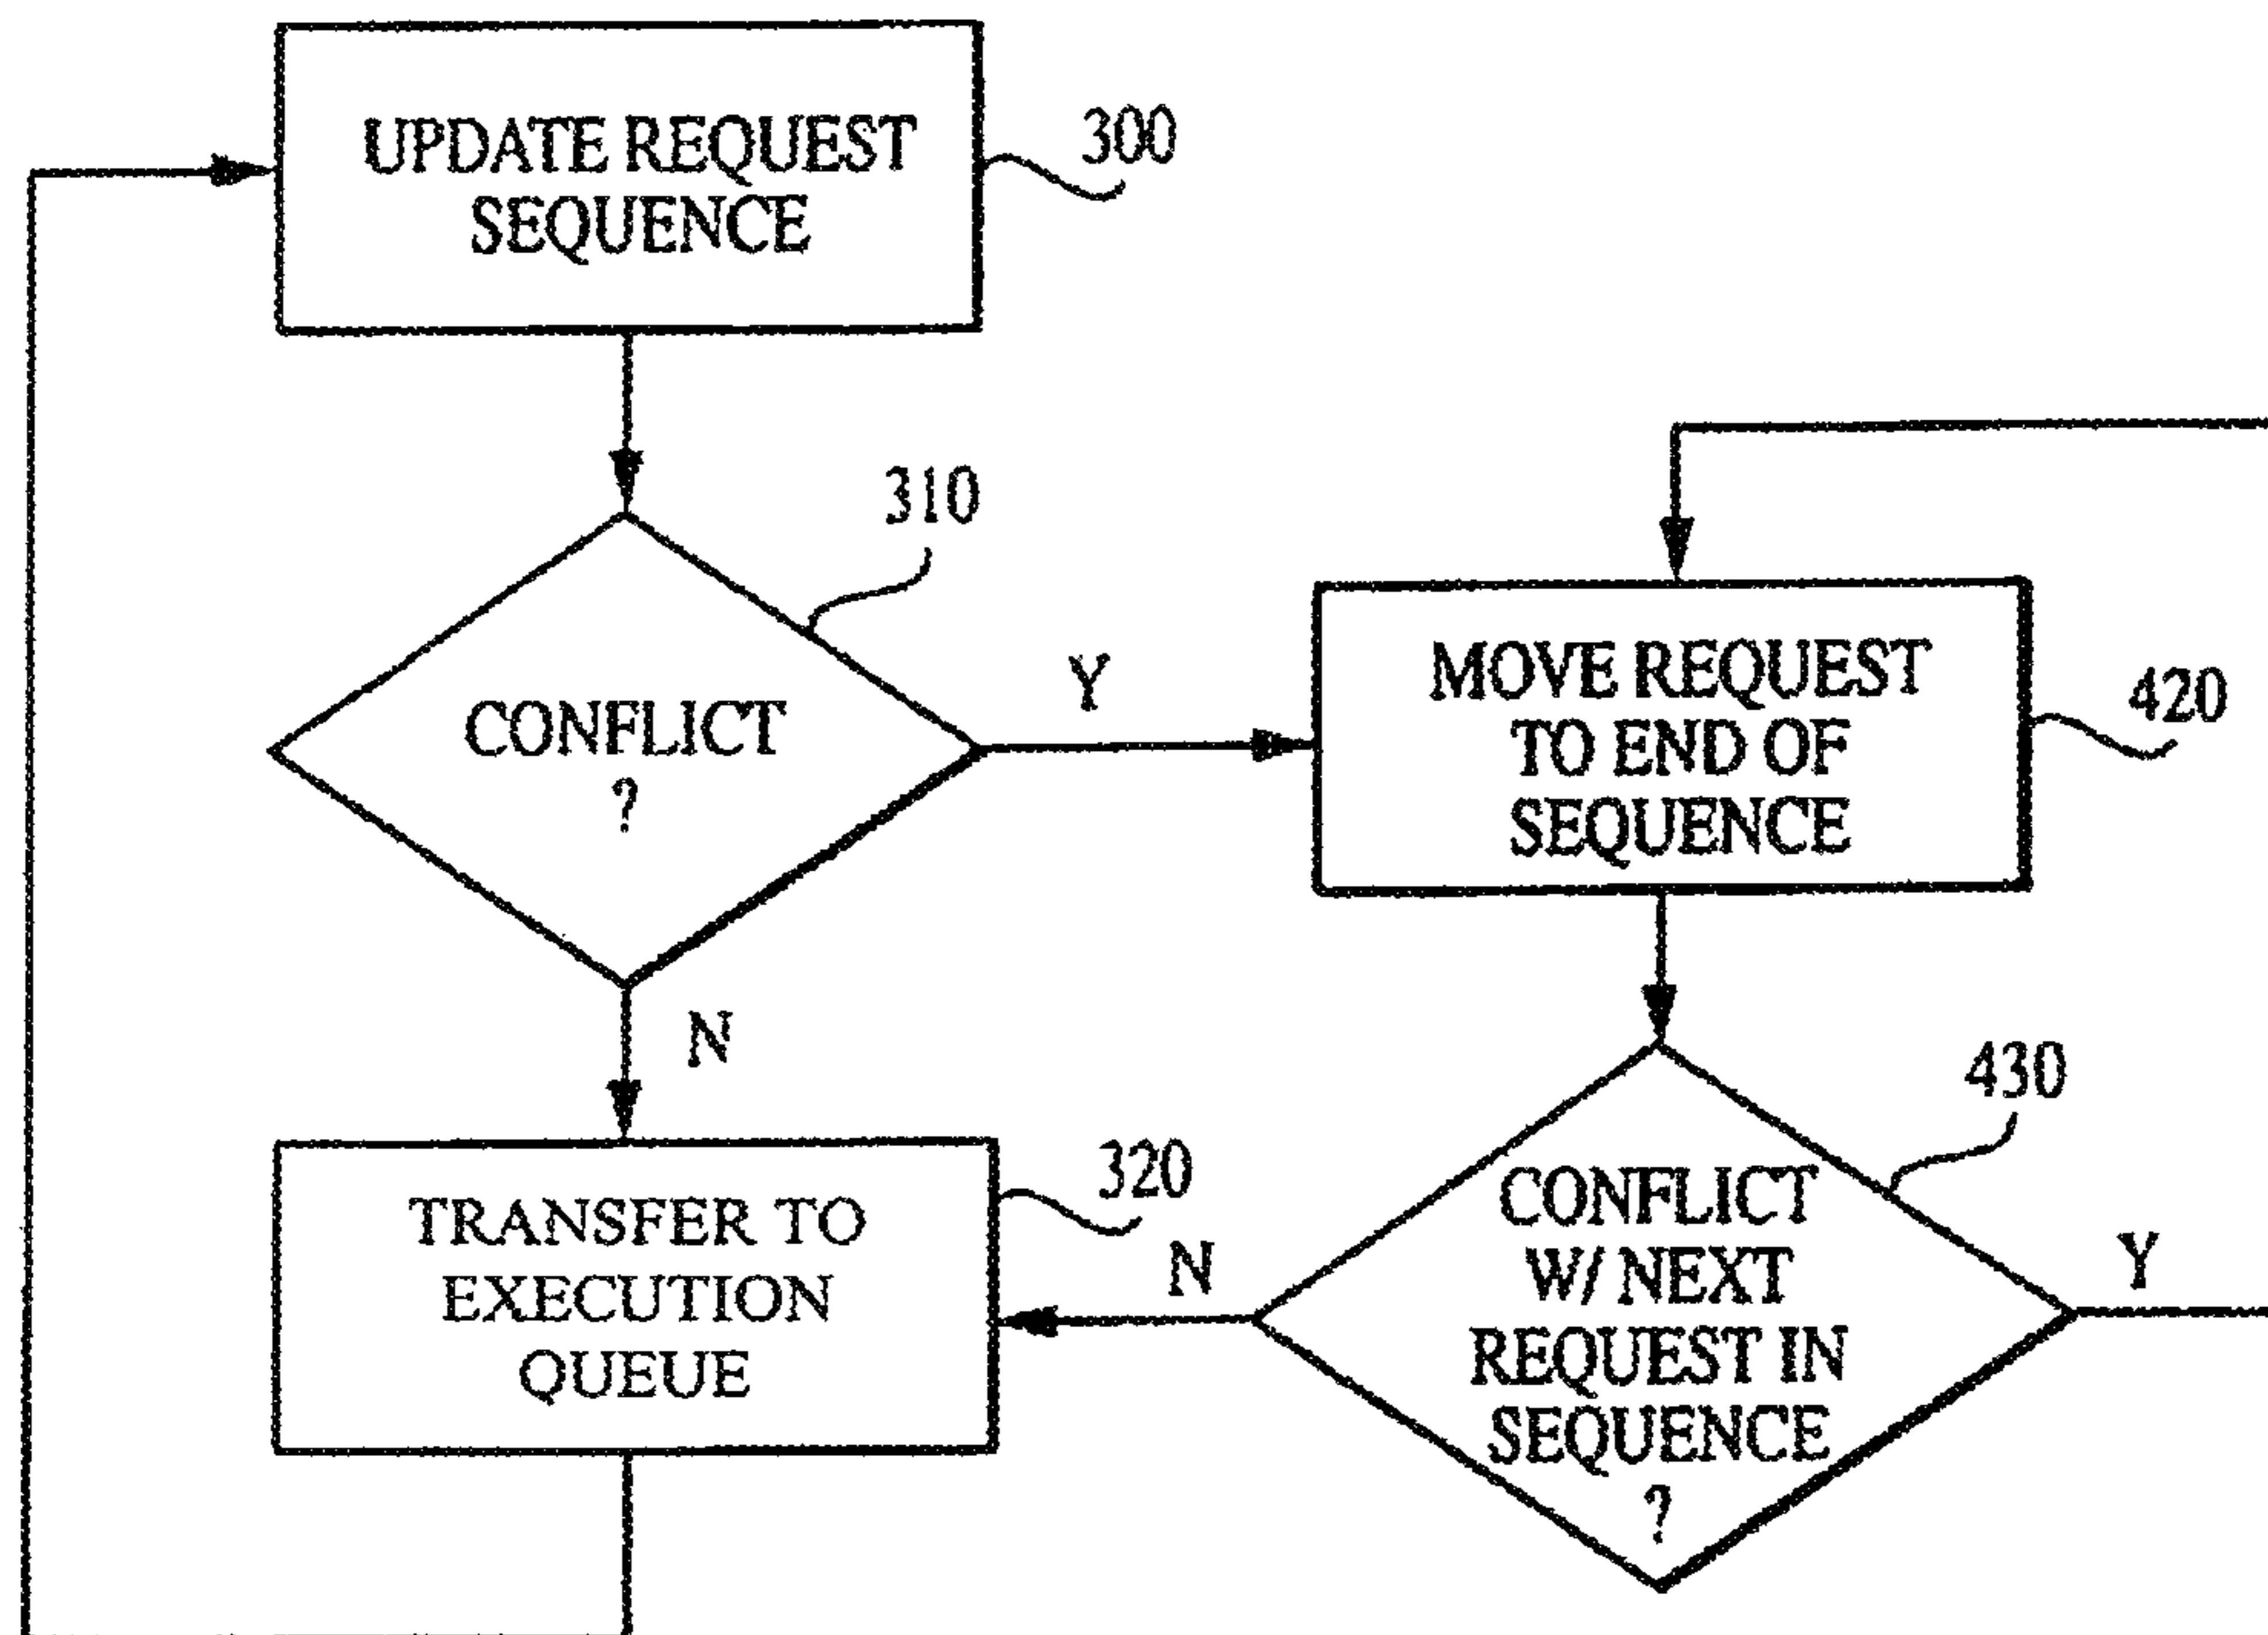 UPDATE REQUEST
SEQUENCE
300
310
CONFLICT
?
Y
N
MOVE REQUEST
TO END OF
SEQUENCE
420
TRANSFER TO
EXECUTION
QUEUE
320
N
430
CONFLICT
W/ NEXT
REQUEST IN
SEQUENCE
?
Y